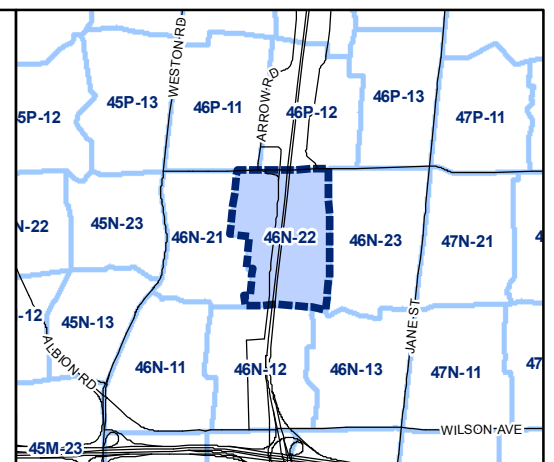 WESTON RD
ARROW RD
5P-12
45P-13
46P-11
46P-12
46P-13
47P-11
N-22
45N-23
46N-21
46N-22
46N-23
47N-21
4
-12
45N-13
ALBION RD
46N-11
46N-12
46N-13
JANE ST
47N-11
47
WILSON AVE
45M-23